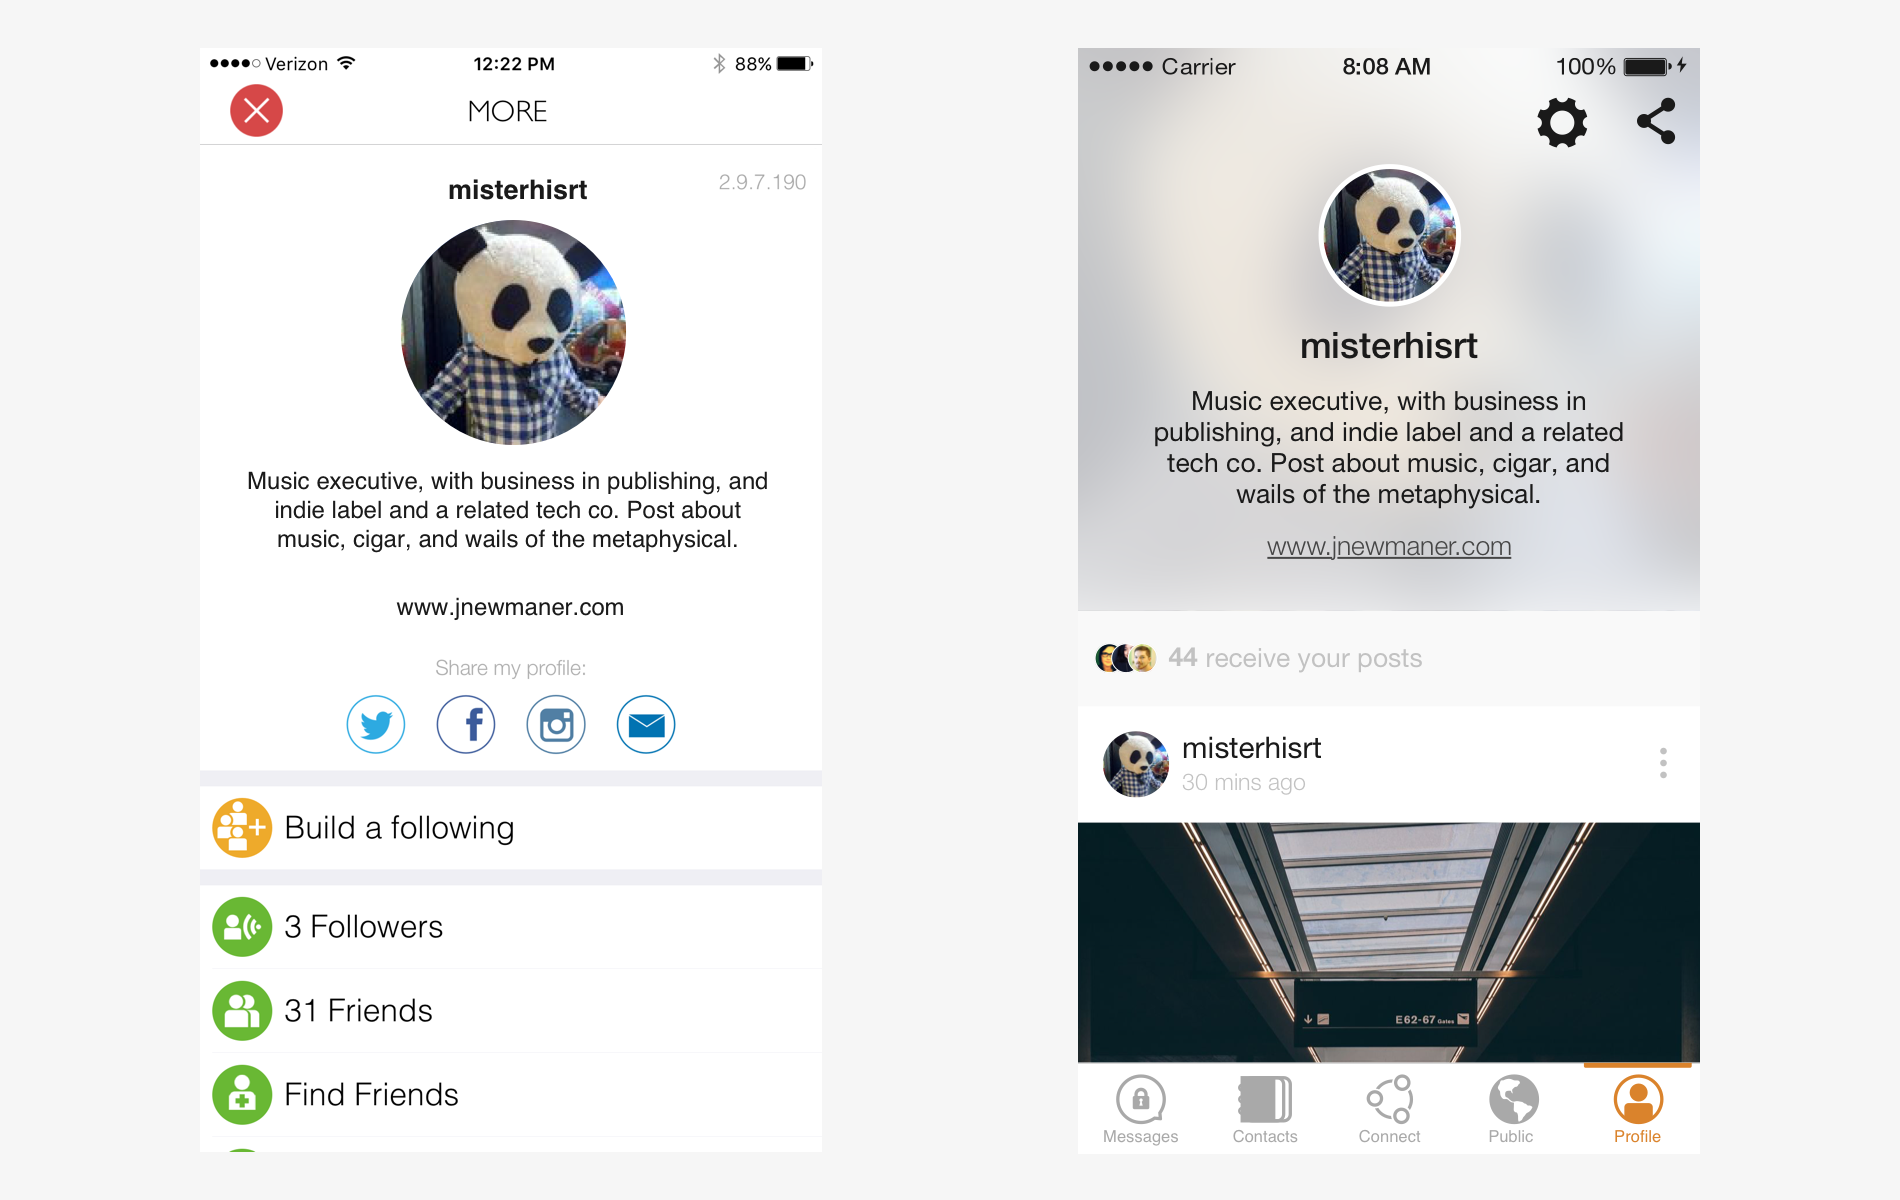 Verizon 12:22 PM 88%
MORE
2.9.7.190
misterhisrt
Music executive, with business in publishing, and
indie label and a related tech co. Post about
music, cigar, and wails of the metaphysical.
www.jnewmaner.com
Share my profile:
Build a following
3 Followers
31 Friends
Find Friends
Carrier 8:08 AM 100%
misterhisrt
Music executive, with business in
publishing, and indie label and a related
tech co. Post about music, cigar, and
wails of the metaphysical.
www.jnewmaner.com
44 receive your posts
misterhisrt
30 mins ago
E62-67 Gates
Messages Contacts Connect Public Profile